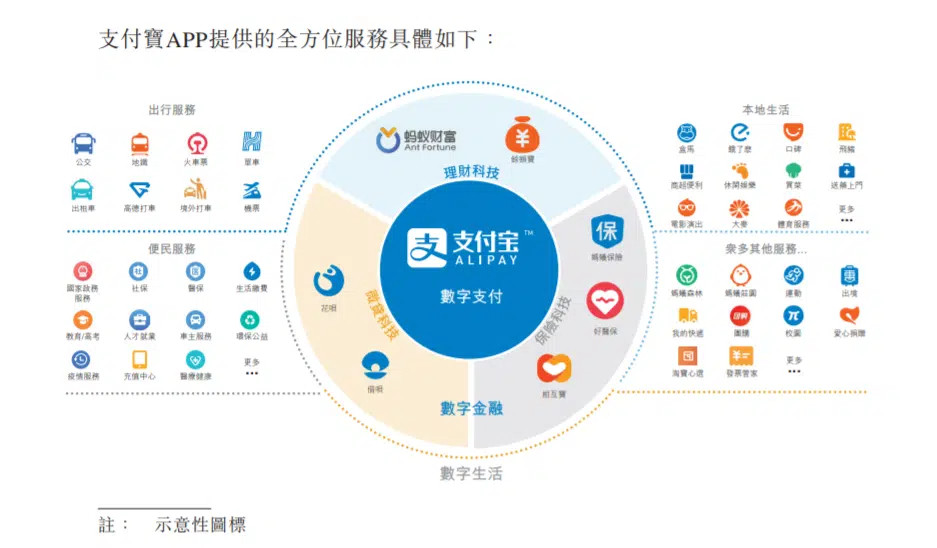 支付寶APP提供的全方位服務具體如下：
出行服務
公交
地鐵
火車票
單車
出租車
高德打車
境外打車
機票
便民服務
國家政務
服務
社保
醫保
生活繳費
教育/高考
人才就業
車主服務
環保公益
疫情服務
充值中心
醫療健康
更多
蚂蚁财富
Ant Fortune
餘額寶
理財科技
支 支付宝™
ALIPAY
數字支付
花唄
借唄
微貸科技
保
螞蟻保險
好醫保
相互寶
保險科技
數字金融
數字生活
本地生活
盒馬
餓了麼
口碑
飛豬
商超便利
休閒娛樂
買菜
送藥上門
電影演出
大麥
體育服務
更多
衆多其他服務...
螞蟻森林
螞蟻莊園
運動
出境
我的快遞
團購
校園
愛心捐贈
淘寶心選
發票管家
更多
註： 示意性圖標